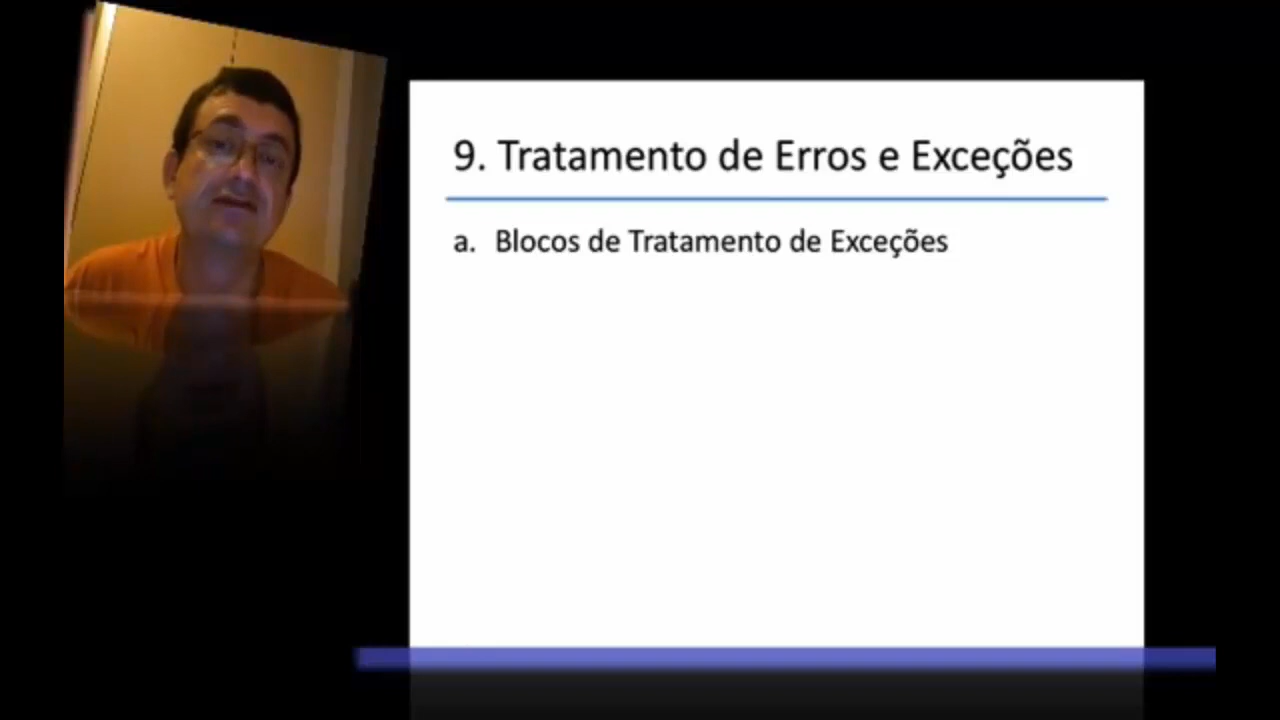 9. Tratamento de Erros e Exceções
a. Blocos de Tratamento de Exceções